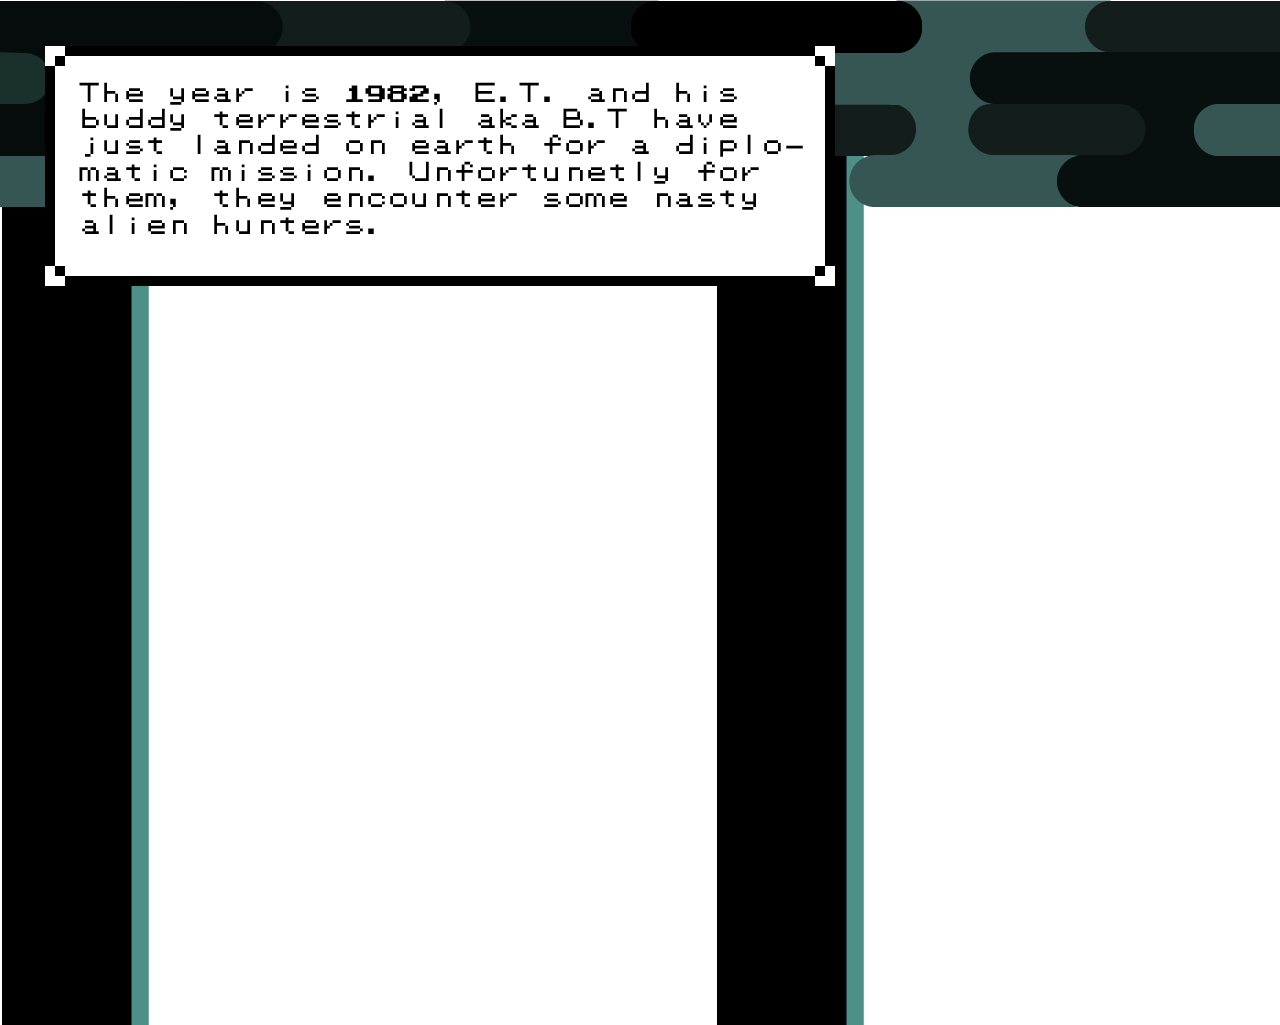 The year is 1982, E.T. and his
buddy terrestrial aka B.T have
just landed on earth for a diplo-
matic mission. Unfortunetly for
them, they encounter some nasty
alien hunters.